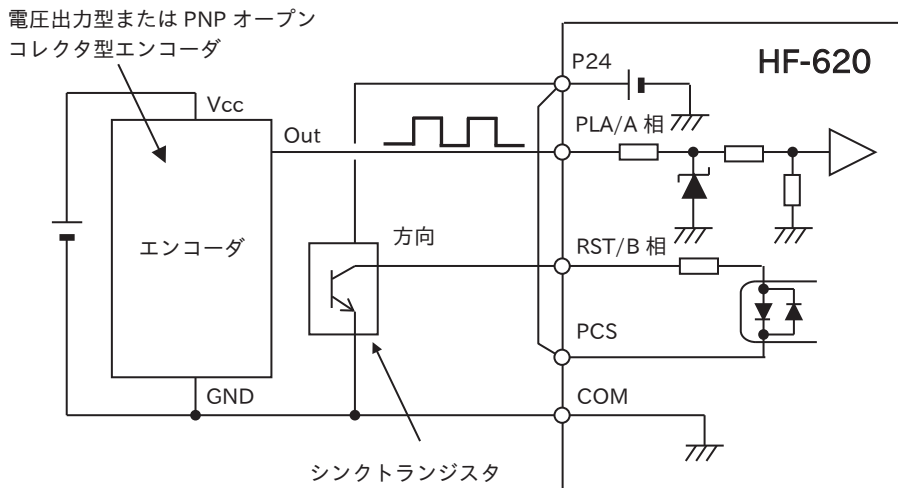 電圧出力型または PNP オープン
コレクタ型エンコーダ
HF-620
P24
Vcc
PLA/A 相
Out
方向
RST/B 相
エンコーダ
PCS
GND
COM
シンクトランジスタ